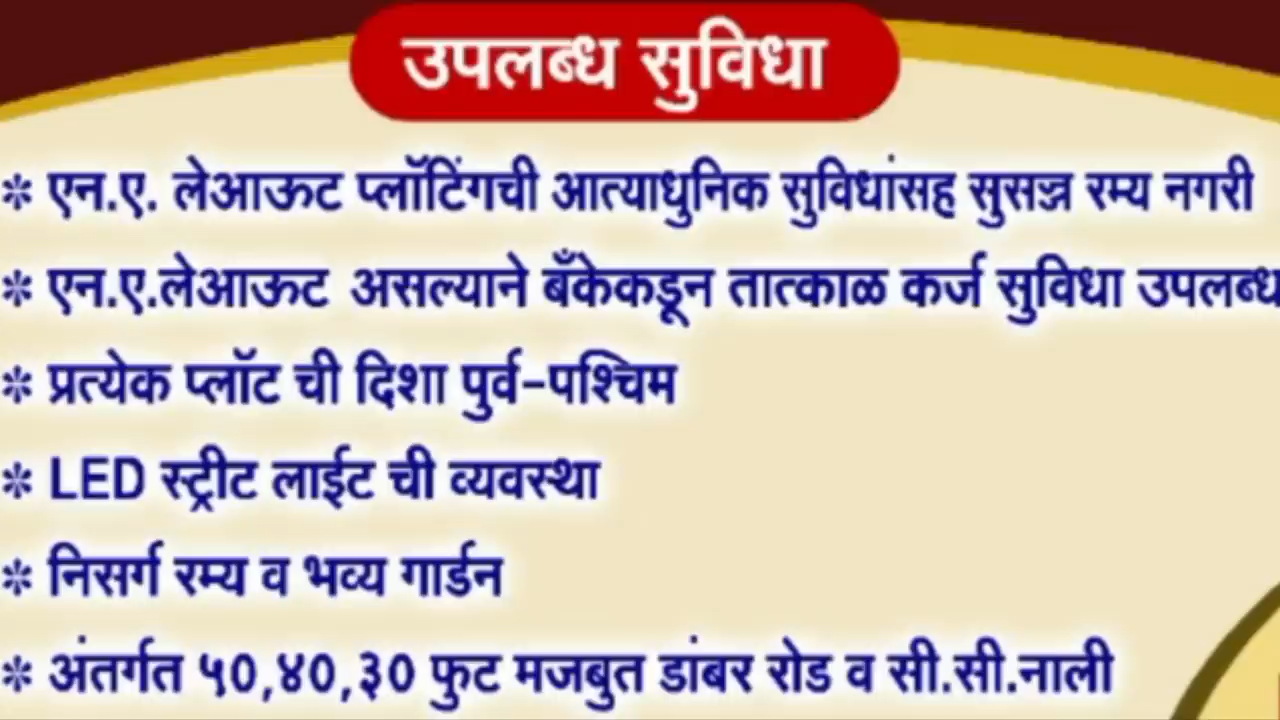 उपलब्ध सुविधा
* एन.ए. लेआऊट प्लॉटिंगची आत्याधुनिक सुविधांसह सुसज्ज रम्य नगरी
* एन.ए.लेआऊट असल्याने बँकेकडून तात्काळ कर्ज सुविधा उपलब्ध
* प्रत्येक प्लॉट ची दिशा पुर्व-पश्चिम
* LED स्ट्रीट लाईट ची व्यवस्था
* निसर्ग रम्य व भव्य गार्डन
* अंतर्गत ५०,४०,३० फुट मजबुत डांबर रोड व सी.सी.नाली